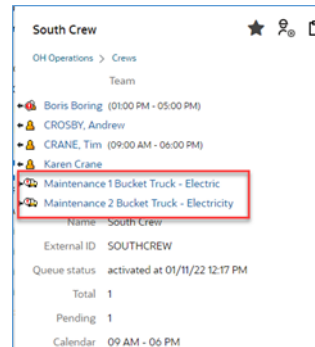 South Crew
OH Operations > Crews
Team
Boris Boring (01:00 PM - 05:00 PM)
CROSBY, Andrew
CRANE, Tim (09:00 AM - 06:00 PM)
Karen Crane
Maintenance 1 Bucket Truck - Electric
Maintenance 2 Bucket Truck - Electricity
Name South Crew
External ID SOUTHCREW
Queue status activated at 01/11/22 12:17 PM
Total 1
Pending 1
Calendar 09 AM - 06 PM